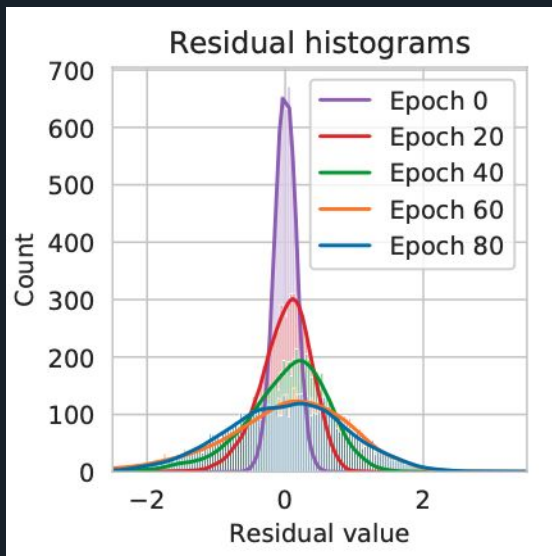 Residual histograms
700
600
500
400
300
200
100
0
Count
Epoch 0
Epoch 20
Epoch 40
Epoch 60
Epoch 80
−2 0 2
Residual value